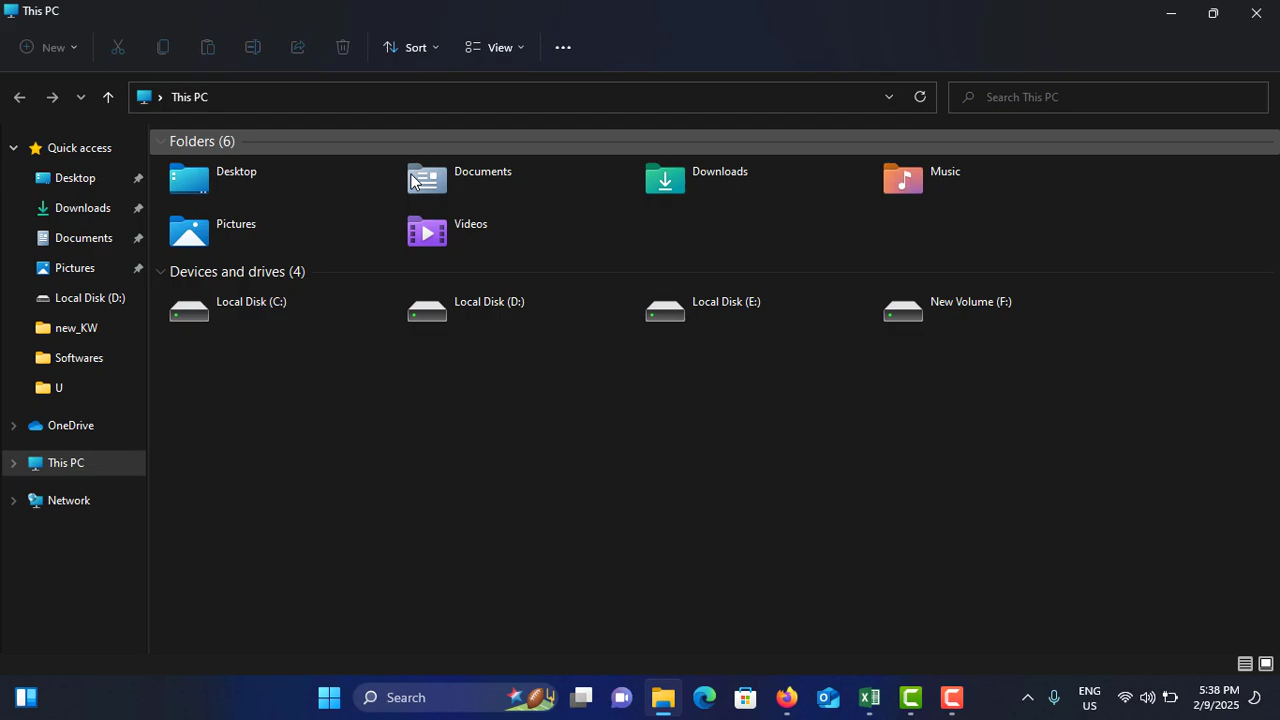 This PC
New
Sort
View
This PC
Search This PC
Quick access
Desktop
Downloads
Documents
Pictures
Local Disk (D:)
new_KW
Softwares
U
OneDrive
This PC
Network
Folders (6)
Desktop
Documents
Downloads
Music
Pictures
Videos
Devices and drives (4)
Local Disk (C:)
Local Disk (D:)
Local Disk (E:)
New Volume (F:)
Search
ENG
US
5:38 PM
2/9/2025